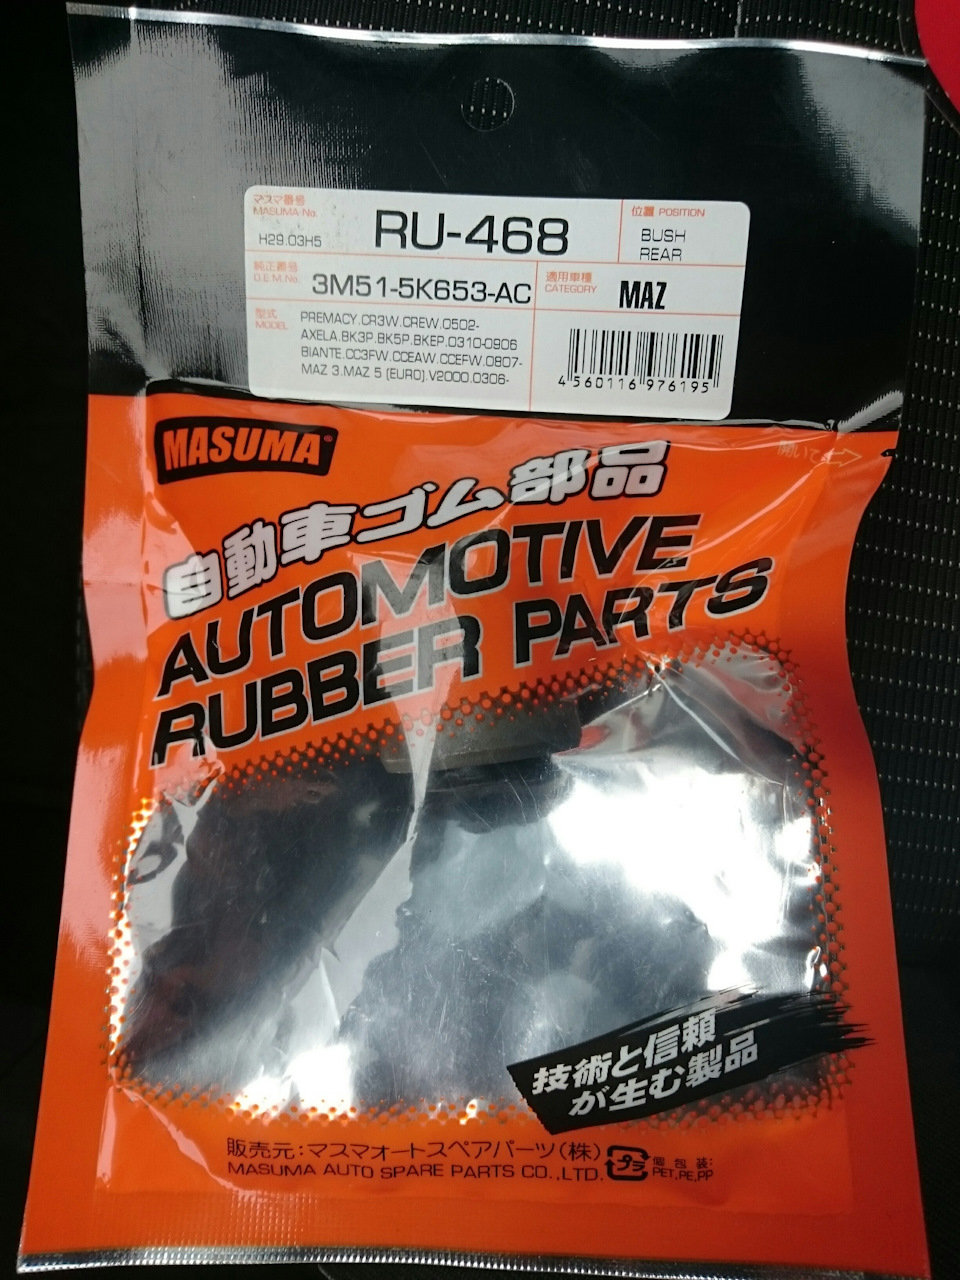 マスマ番号
MASUMA No.
RU-468
H29.03H5
位置 POSITION
BUSH
REAR
純正番号
O.E.M.No.
3M51-5K653-AC
適用車種
CATEGORY
MAZ
型式
MODEL
PREMACY.CR3W.CREW.0502-
AXELA.BK3P.BK5P.BKEP.0310-0906
BIANTE.CC3FW.CCEAW.CCEFW.0807-
MAZ 3.MAZ 5 (EURO).V2000.0306-
4 560116 976195
MASUMA®
開いて
自動車ゴム部品
AUTOMOTIVE
RUBBER PARTS
技術と信頼
が生む製品
販売元:マスマオートスペアパーツ(株)
MASUMA AUTO SPARE PARTS CO.,LTD.
プラ
個包装:
PET,PE,PP